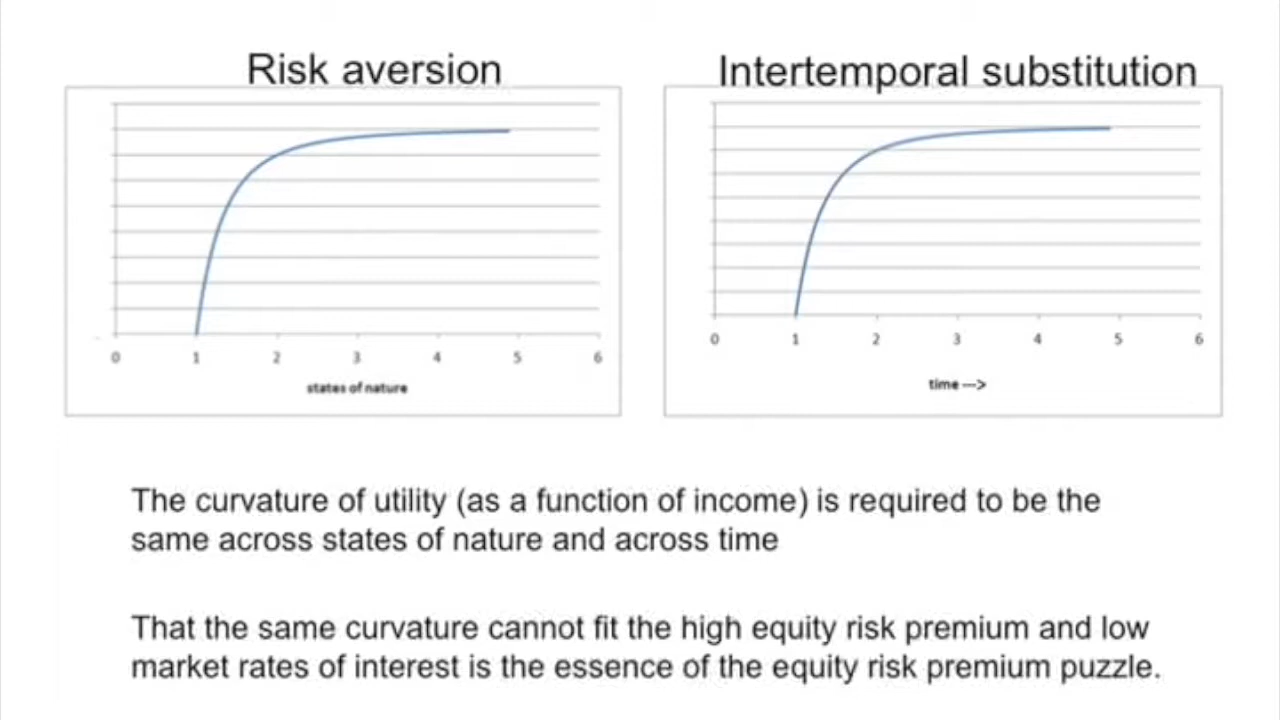 Risk aversion
0 1 2 3 4 5 6
states of nature
Intertemporal substitution
0 1 2 3 4 5 6
time --->
The curvature of utility (as a function of income) is required to be the
same across states of nature and across time
That the same curvature cannot fit the high equity risk premium and low
market rates of interest is the essence of the equity risk premium puzzle.